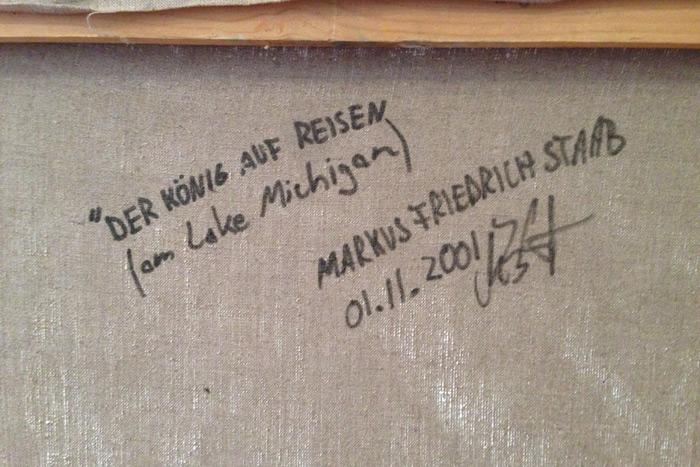 "DER KÖNIG AUF REISEN
(am Lake Michigan)
MARKUS FRIEDRICH STAAB
01.11.2001